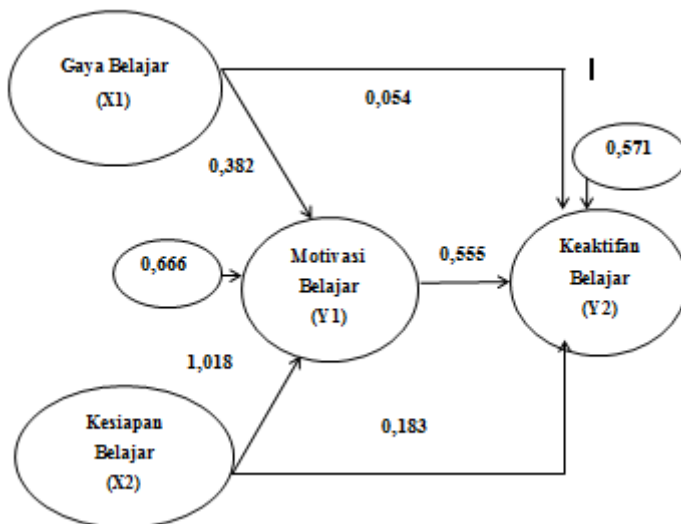 Gaya Belajar
(X1)
0,054
0,571
0,382
0,666
Motivasi
Belajar
(Y1)
0,555
Keaktifan
Belajar
(Y2)
1,018
Kesiapan
Belajar
(X2)
0,183